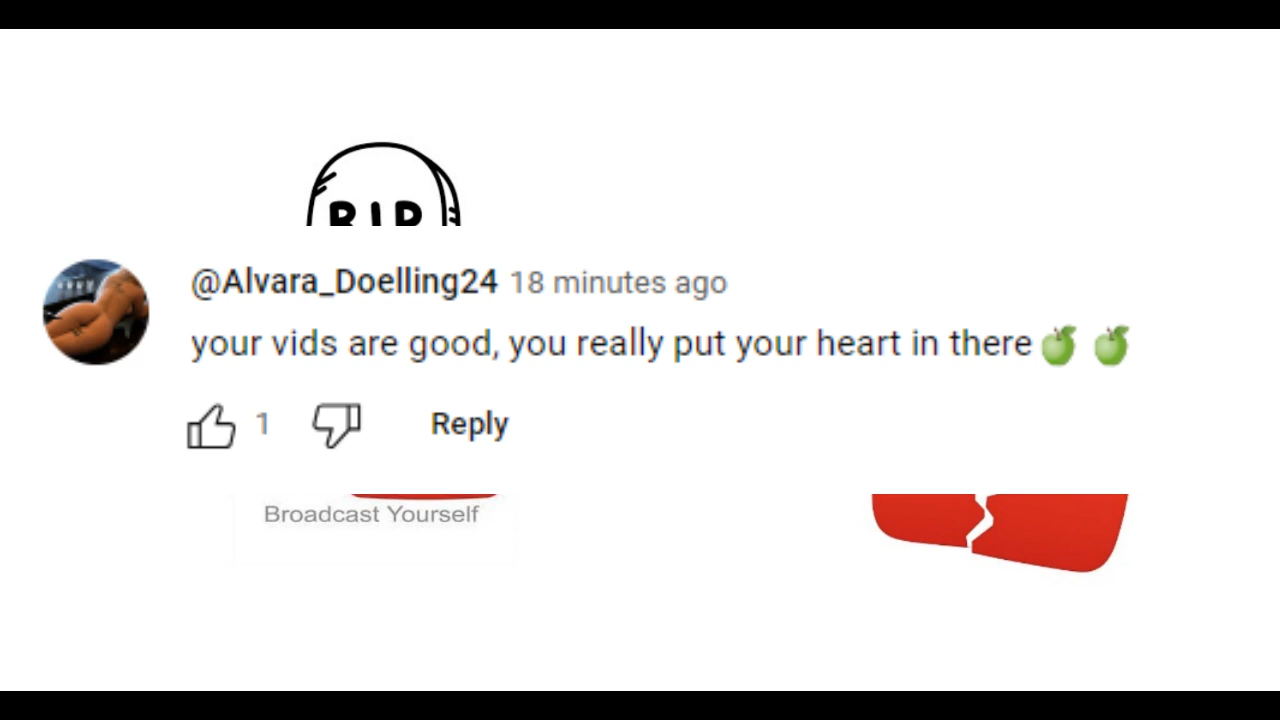 R.I.P
@Alvara_Doelling24 18 minutes ago
your vids are good, you really put your heart in there🍏 🍏
1 Reply
Broadcast Yourself